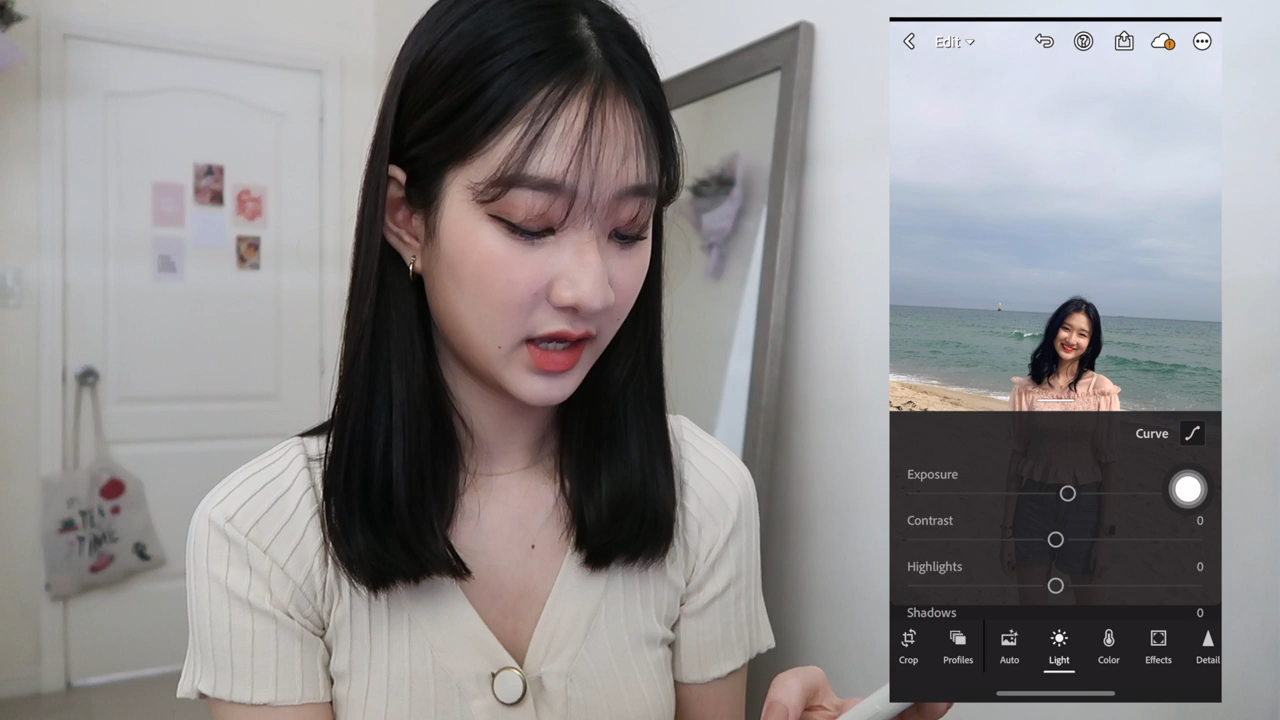 Edit
Curve
Exposure
Contrast 0
Highlights 0
Shadows 0
Crop Profiles Auto Light Color Effects Detail
TEA
TIME